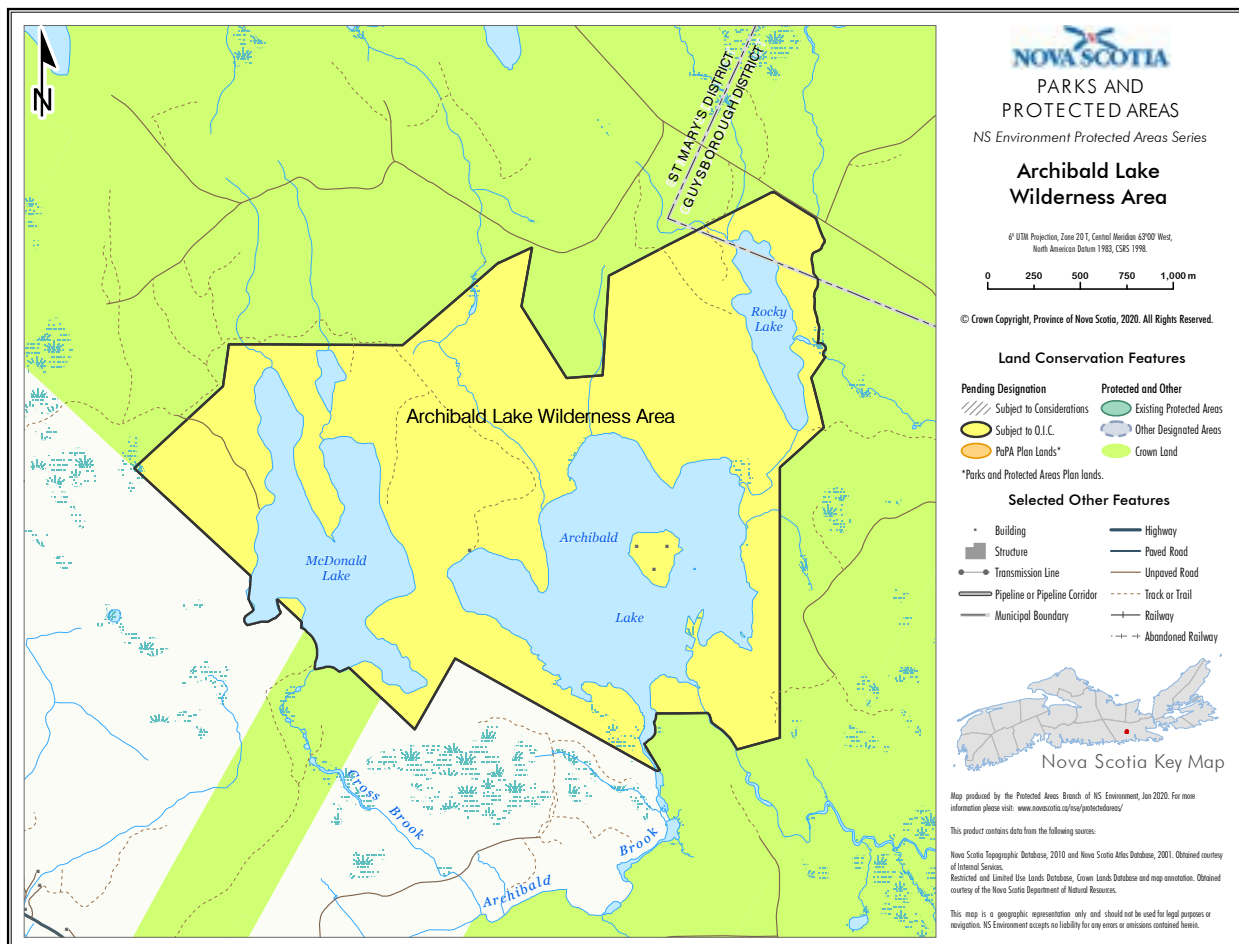 N
ST MARY'S DISTRICT
GUYSBOROUGH DISTRICT
Rocky
Lake
Archibald Lake Wilderness Area
Archibald
Lake
McDonald
Lake
Cross Brook
Archibald Brook
NOVA SCOTIA
PARKS AND
PROTECTED AREAS
NS Environment Protected Areas Series
Archibald Lake
Wilderness Area
6° UTM Projection, Zone 20 T, Central Meridian 63°00' West,
North American Datum 1983, CSRS 1998.
0 250 500 750 1,000 m
© Crown Copyright, Province of Nova Scotia, 2020. All Rights Reserved.
Land Conservation Features
Pending Designation
Subject to Considerations
Subject to O.I.C.
PaPA Plan Lands*
Protected and Other
Existing Protected Areas
Other Designated Areas
Crown Land
*Parks and Protected Areas Plan lands.
Selected Other Features
Building
Structure
Transmission Line
Pipeline or Pipeline Corridor
Municipal Boundary
Highway
Paved Road
Unpaved Road
Track or Trail
Railway
Abandoned Railway
Nova Scotia Key Map
Map produced by the Protected Areas Branch of NS Environment, Jan 2020. For more
information please visit: www.novascotia.ca/nse/protectedareas/
This product contains data from the following sources:
Nova Scotia Topographic Database, 2010 and Nova Scotia Atlas Database, 2001. Obtained courtesy
of Internal Services.
Restricted and Limited Use Lands Database, Crown Lands Database and map annotation. Obtained
courtesy of the Nova Scotia Department of Natural Resources.
This map is a geographic representation only and should not be used for legal purposes or
navigation. NS Environment accepts no liability for any errors or omissions contained herein.